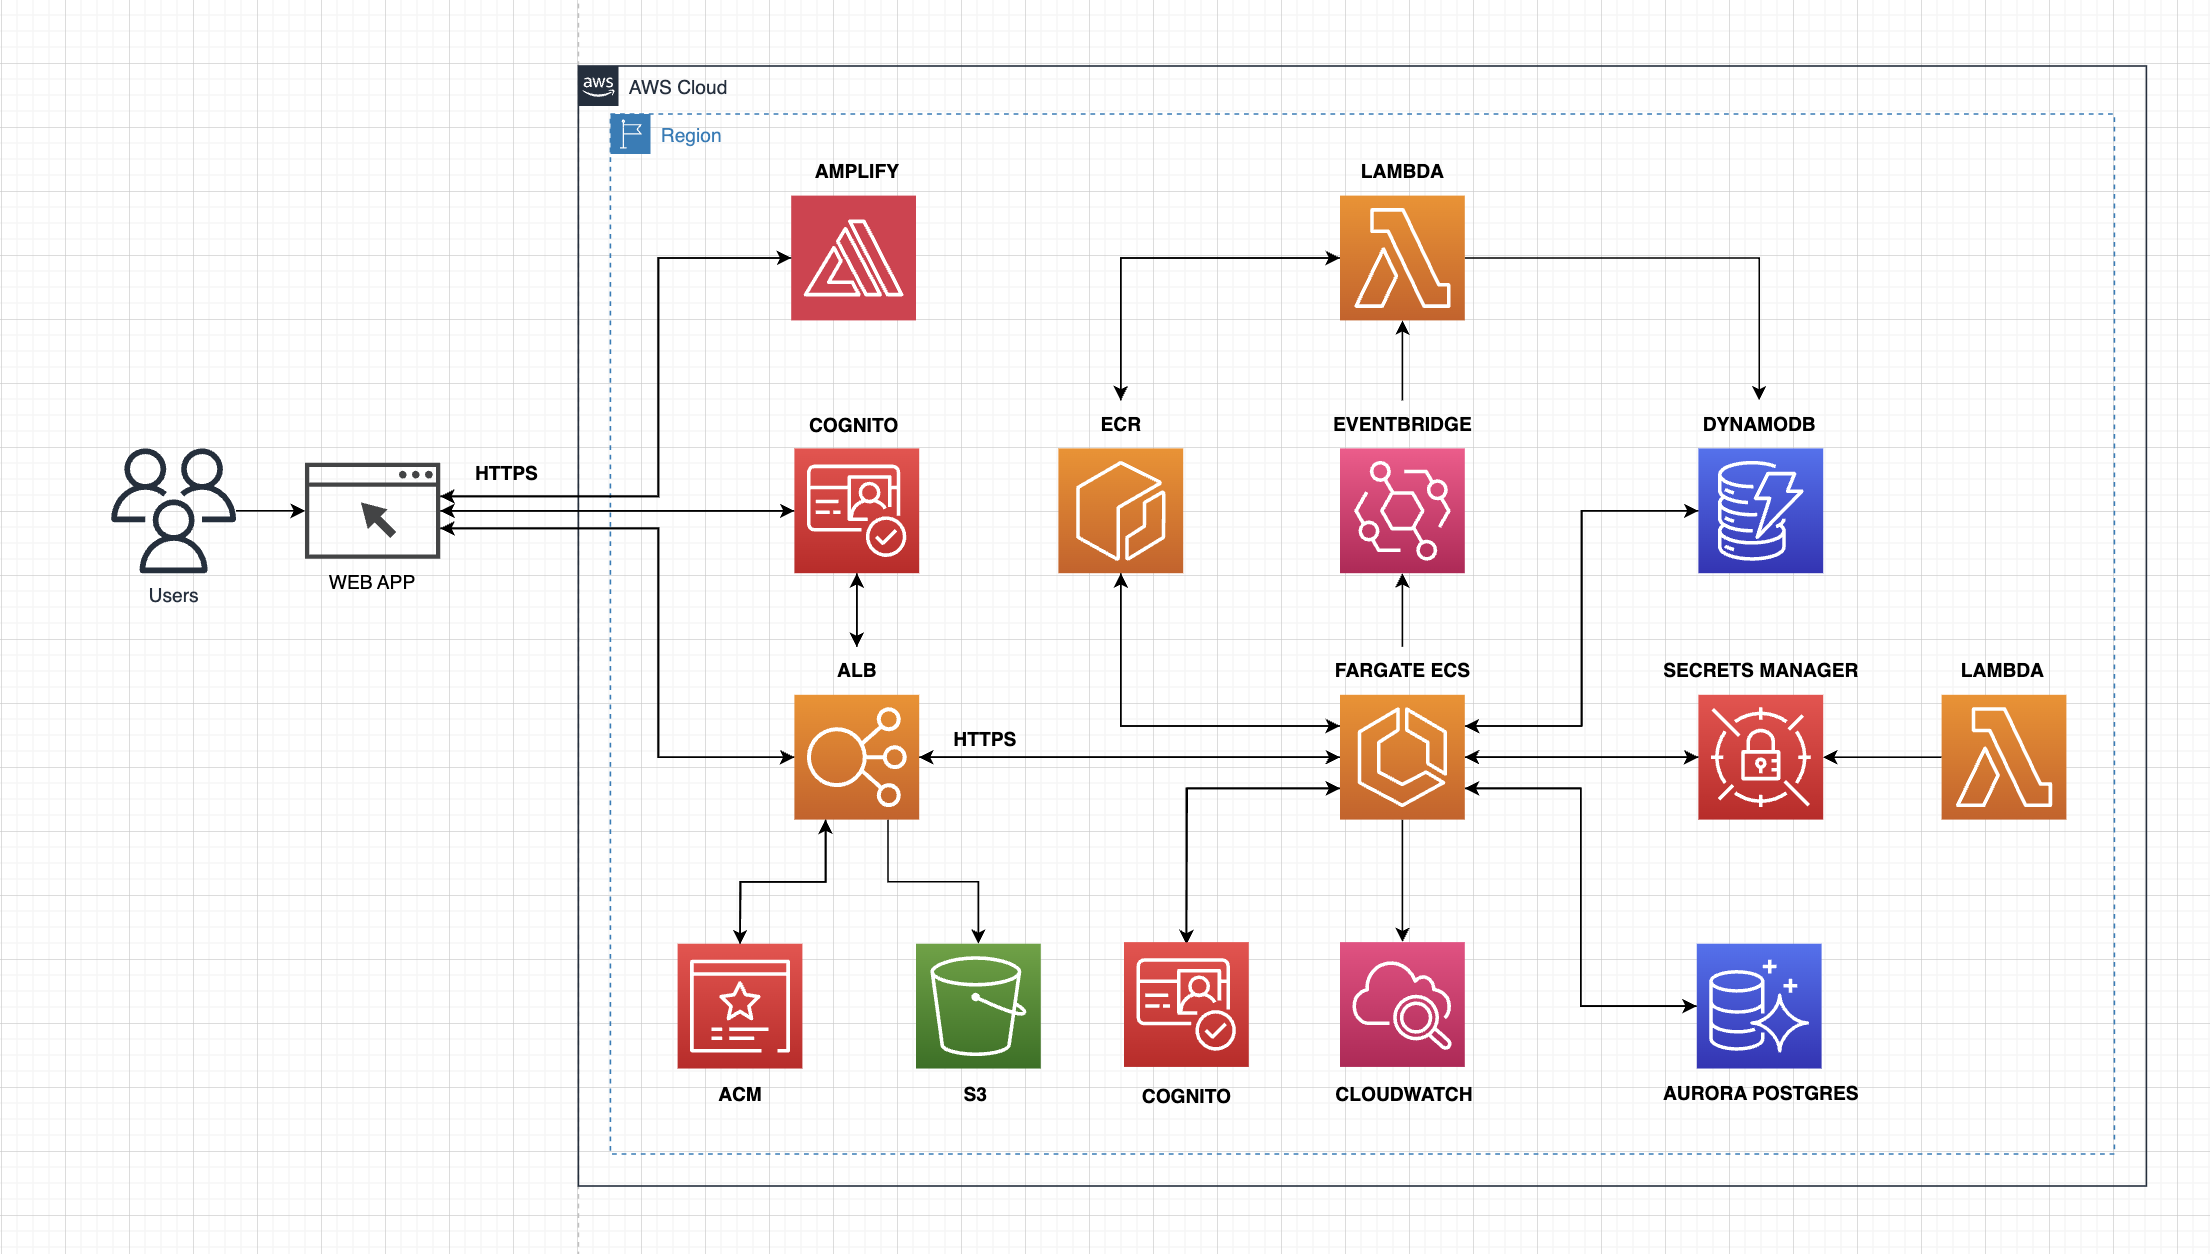 aws
AWS Cloud
Region
AMPLIFY
LAMBDA
COGNITO
ECR
EVENTBRIDGE
DYNAMODB
HTTPS
WEB APP
Users
ALB
FARGATE ECS
SECRETS MANAGER
LAMBDA
HTTPS
ACM
S3
COGNITO
CLOUDWATCH
AURORA POSTGRES